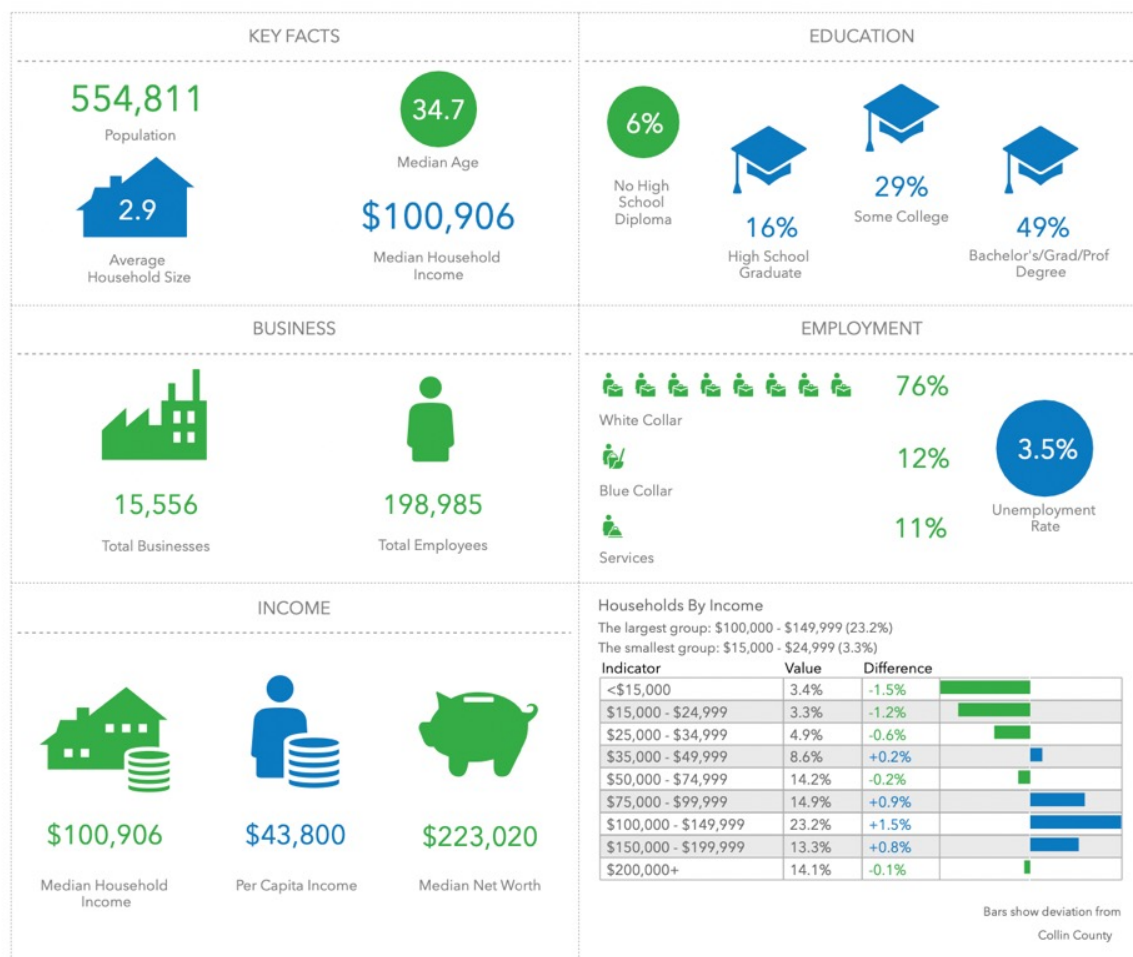 KEY FACTS
554,811
Population
34.7
Median Age
2.9
Average
Household Size
$100,906
Median Household
Income
EDUCATION
6%
No High
School
Diploma
16%
High School
Graduate
29%
Some College
49%
Bachelor's/Grad/Prof
Degree
BUSINESS
15,556
Total Businesses
198,985
Total Employees
EMPLOYMENT
76%
White Collar
12%
Blue Collar
11%
Services
3.5%
Unemployment
Rate
INCOME
$100,906
Median Household
Income
$43,800
Per Capita Income
$223,020
Median Net Worth
Households By Income
The largest group: $100,000 - $149,999 (23.2%)
The smallest group: $15,000 - $24,999 (3.3%)
Indicator Value Difference
<$15,000 3.4% -1.5%
$15,000 - $24,999 3.3% -1.2%
$25,000 - $34,999 4.9% -0.6%
$35,000 - $49,999 8.6% +0.2%
$50,000 - $74,999 14.2% -0.2%
$75,000 - $99,999 14.9% +0.9%
$100,000 - $149,999 23.2% +1.5%
$150,000 - $199,999 13.3% +0.8%
$200,000+ 14.1% -0.1%
Bars show deviation from
Collin County